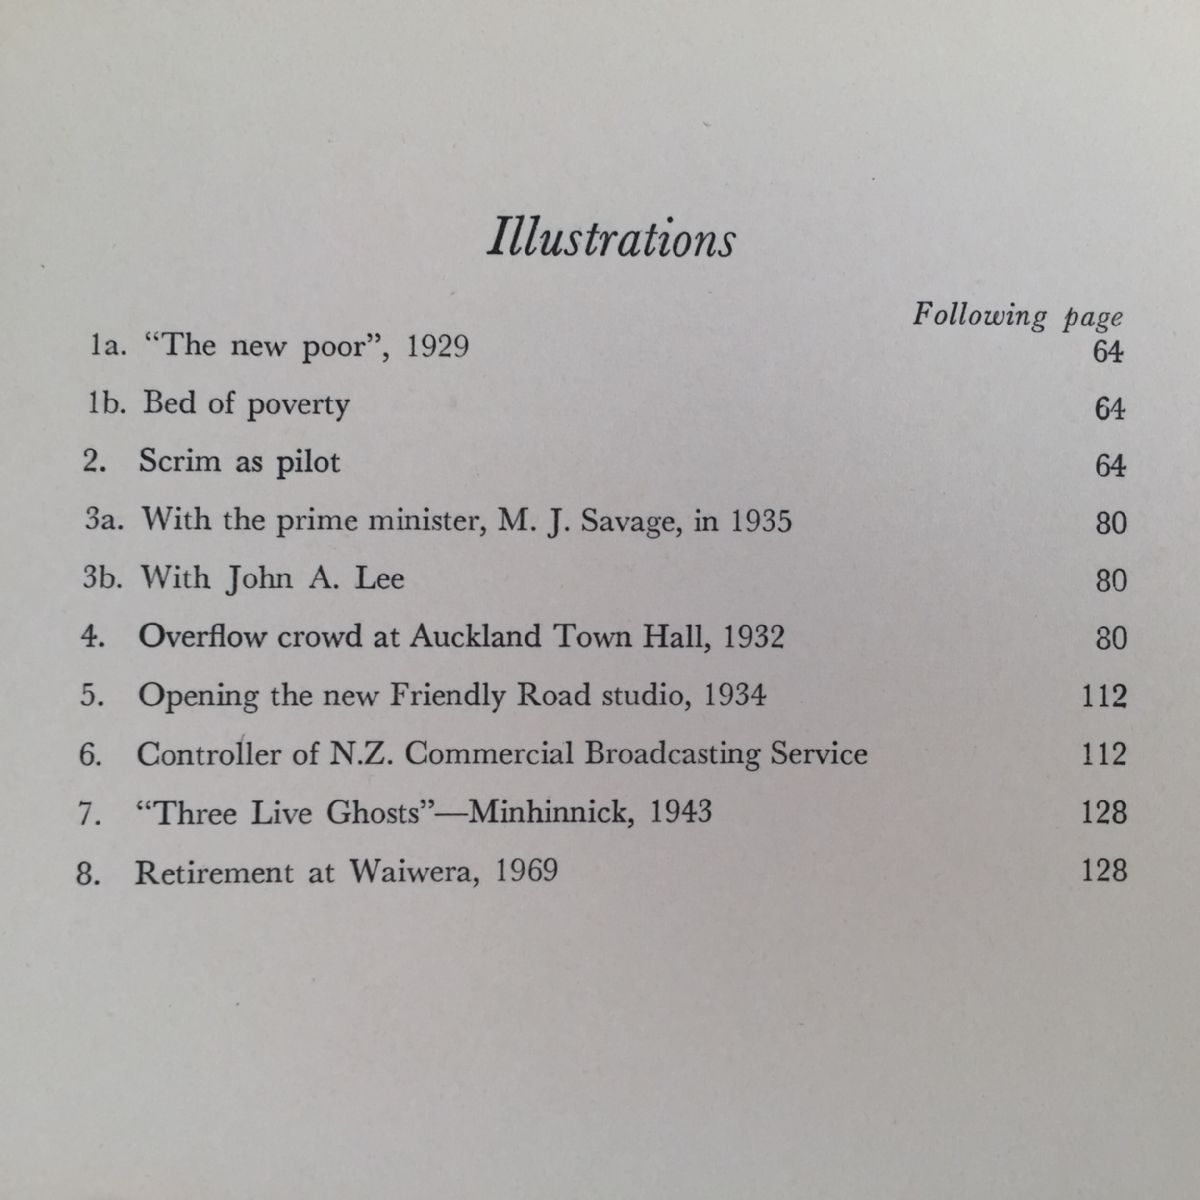 Illustrations
Following page
1a. “The new poor”, 1929 64
1b. Bed of poverty 64
2. Scrim as pilot 64
3a. With the prime minister, M. J. Savage, in 1935 80
3b. With John A. Lee 80
4. Overflow crowd at Auckland Town Hall, 1932 80
5. Opening the new Friendly Road studio, 1934 112
6. Controller of N.Z. Commercial Broadcasting Service 112
7. “Three Live Ghosts”—Minhinnick, 1943 128
8. Retirement at Waiwera, 1969 128